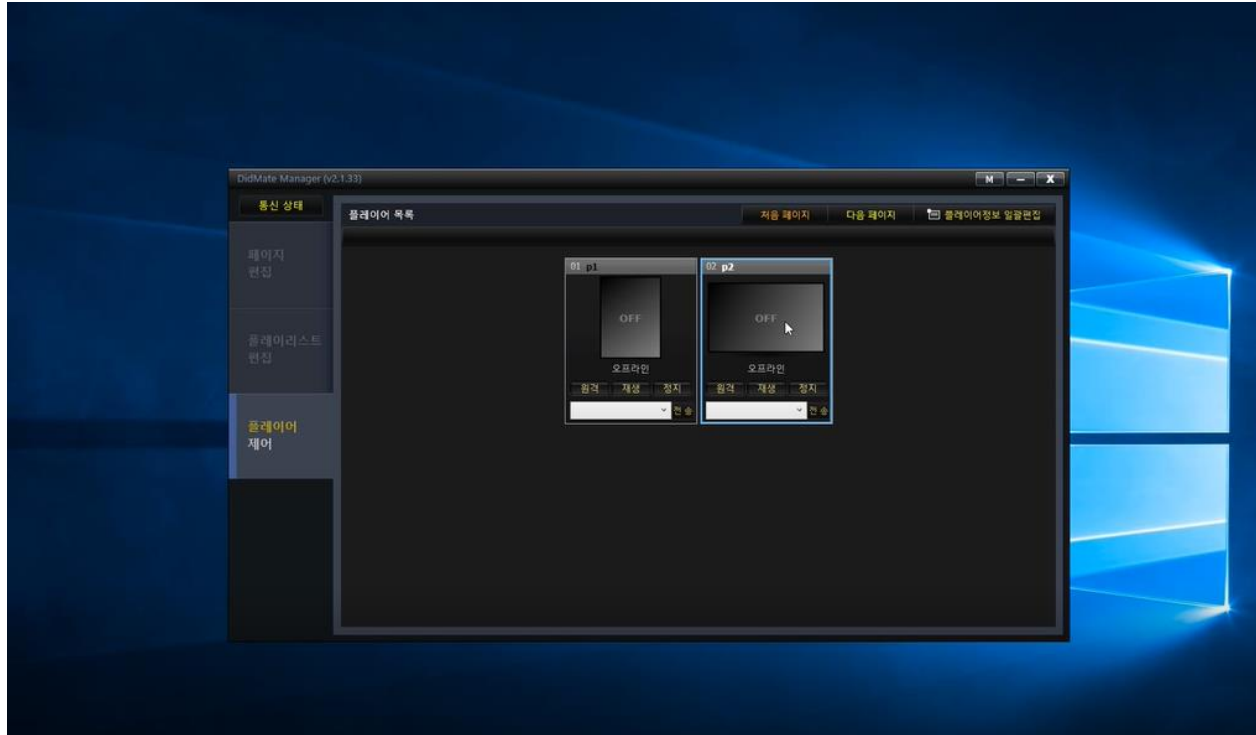 DidMate Manager (v2.1.33)
M
X
통신 상태
플레이어 목록
처음 페이지
다음 페이지
플레이어정보 일괄편집
페이지
편집
플레이리스트
편집
플레이어
제어
01 p1
OFF
오프라인
원격 재생 정지
전송
02 p2
OFF
오프라인
원격 재생 정지
전송